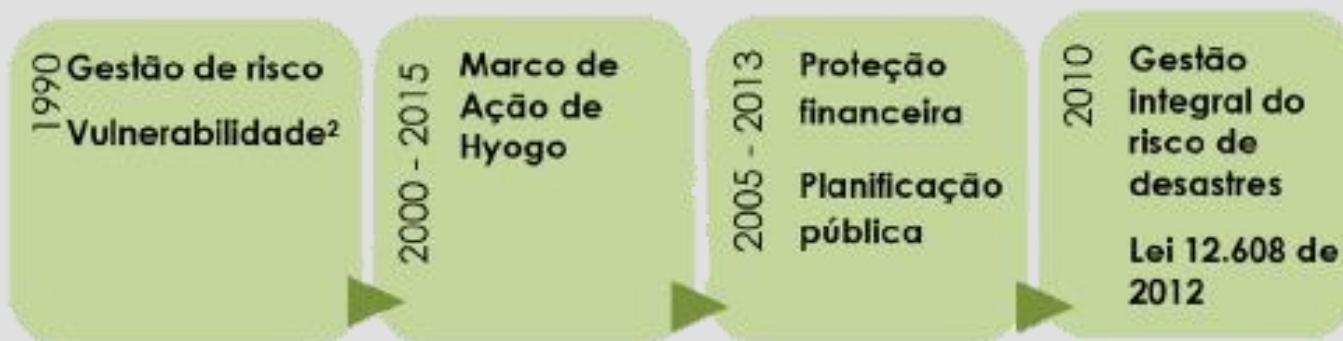 1990
Gestão de risco
Vulnerabilidade²
2000 - 2015
Marco de
Ação de
Hyogo
2005 - 2013
Proteção
financeira
Planificação
pública
2010
Gestão
integral do
risco de
desastres
Lei 12.608 de
2012